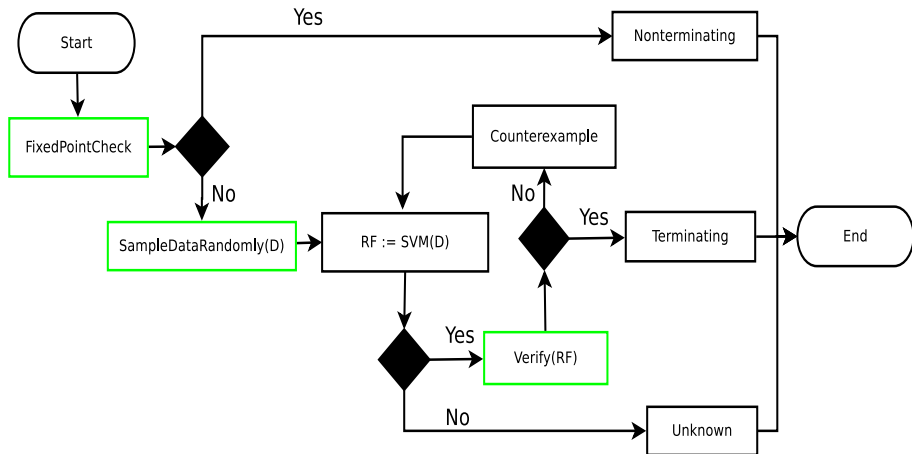 Yes
Start
Nonterminating
FixedPointCheck
Counterexample
No
No
Yes
SampleDataRandomly(D)
RF := SVM(D)
Terminating
End
Yes
Verify(RF)
No
Unknown